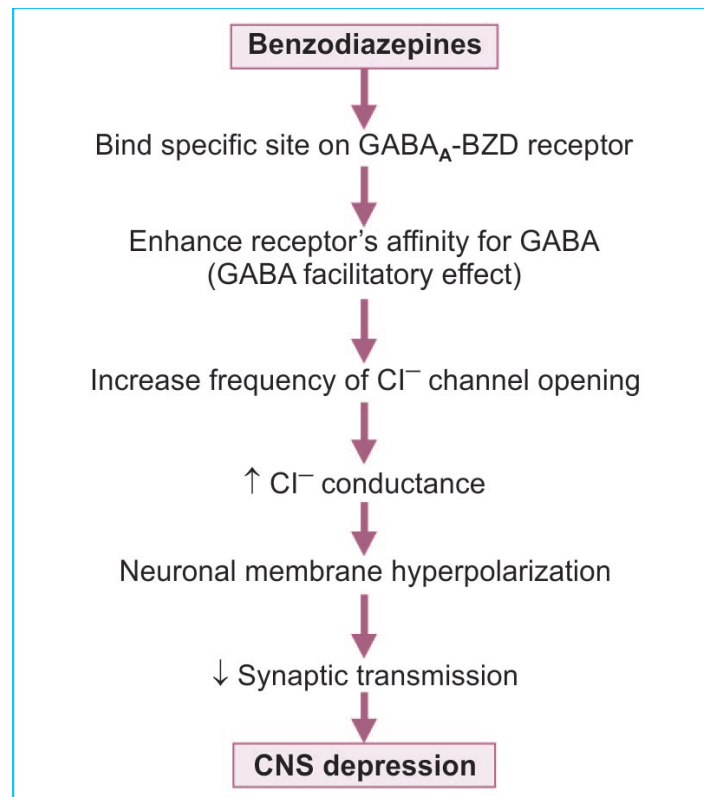 Benzodiazepines
Bind specific site on GABA_A-BZD receptor
Enhance receptor's affinity for GABA
(GABA facilitatory effect)
Increase frequency of Cl⁻ channel opening
↑ Cl⁻ conductance
Neuronal membrane hyperpolarization
↓ Synaptic transmission
CNS depression